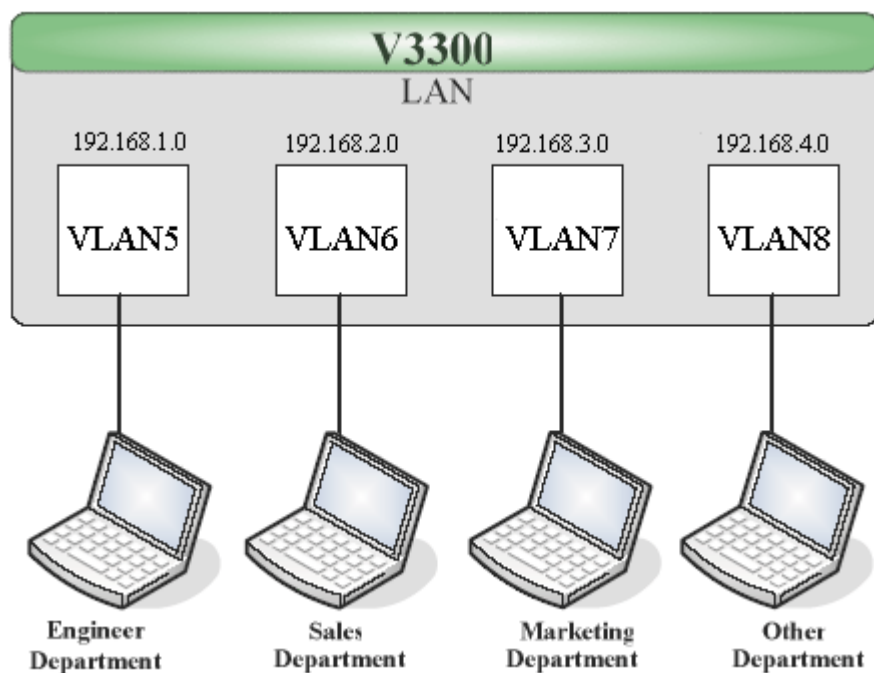 V3300
LAN
192.168.1.0
192.168.2.0
192.168.3.0
192.168.4.0
VLAN5
VLAN6
VLAN7
VLAN8
Engineer
Department
Sales
Department
Marketing
Department
Other
Department